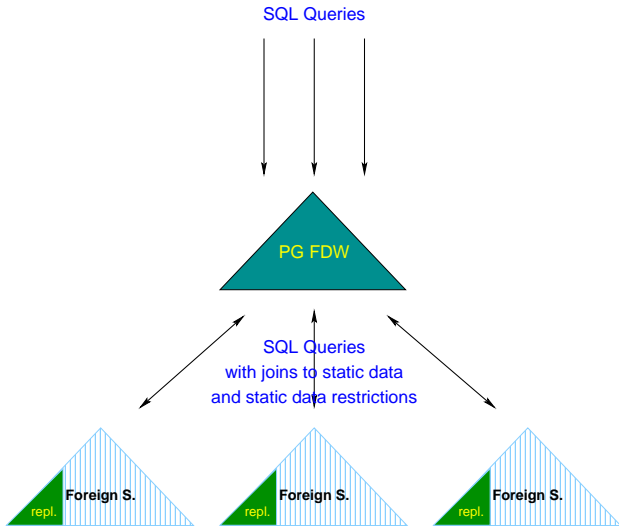 SQL Queries
PG FDW
SQL Queries
with joins to static data
and static data restrictions
Foreign S.
repl.
Foreign S.
repl.
Foreign S.
repl.